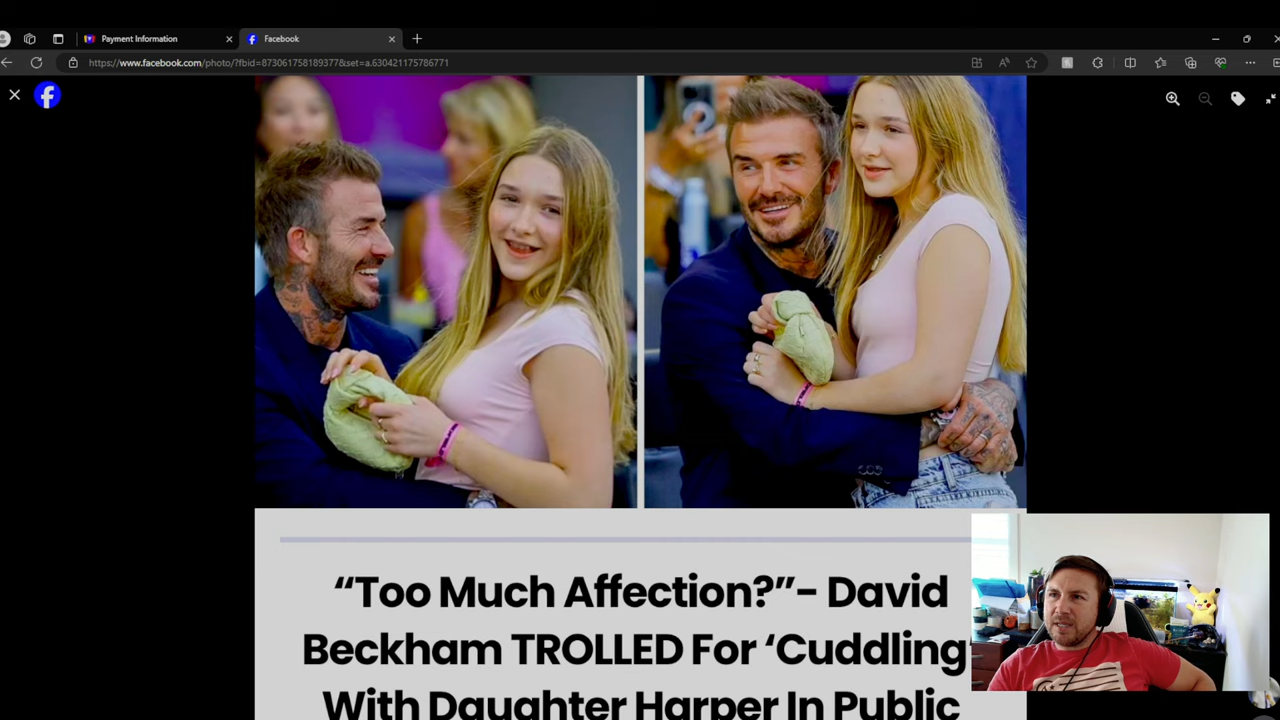 Payment Information
Facebook
https://www.facebook.com/photo/?fbid=8730617581893778&set=a.630421175786771
“Too Much Affection?”- David
Beckham TROLLED For ‘Cuddling
With Daughter Harper In Public